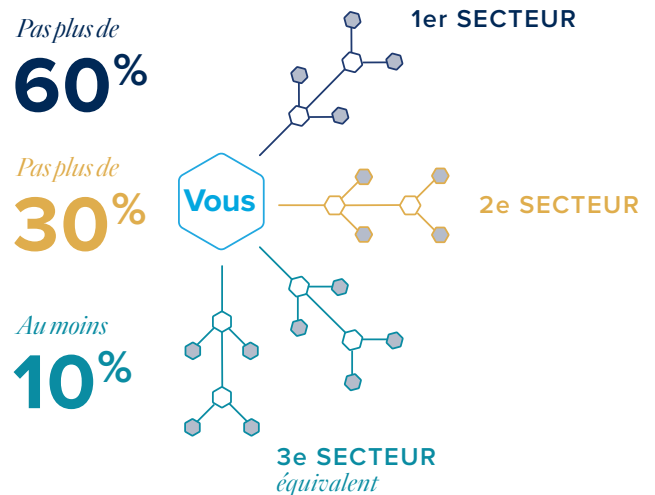 Pas plus de
60%
1er SECTEUR
Pas plus de
30%
Vous
2e SECTEUR
Au moins
10%
3e SECTEUR
équivalent